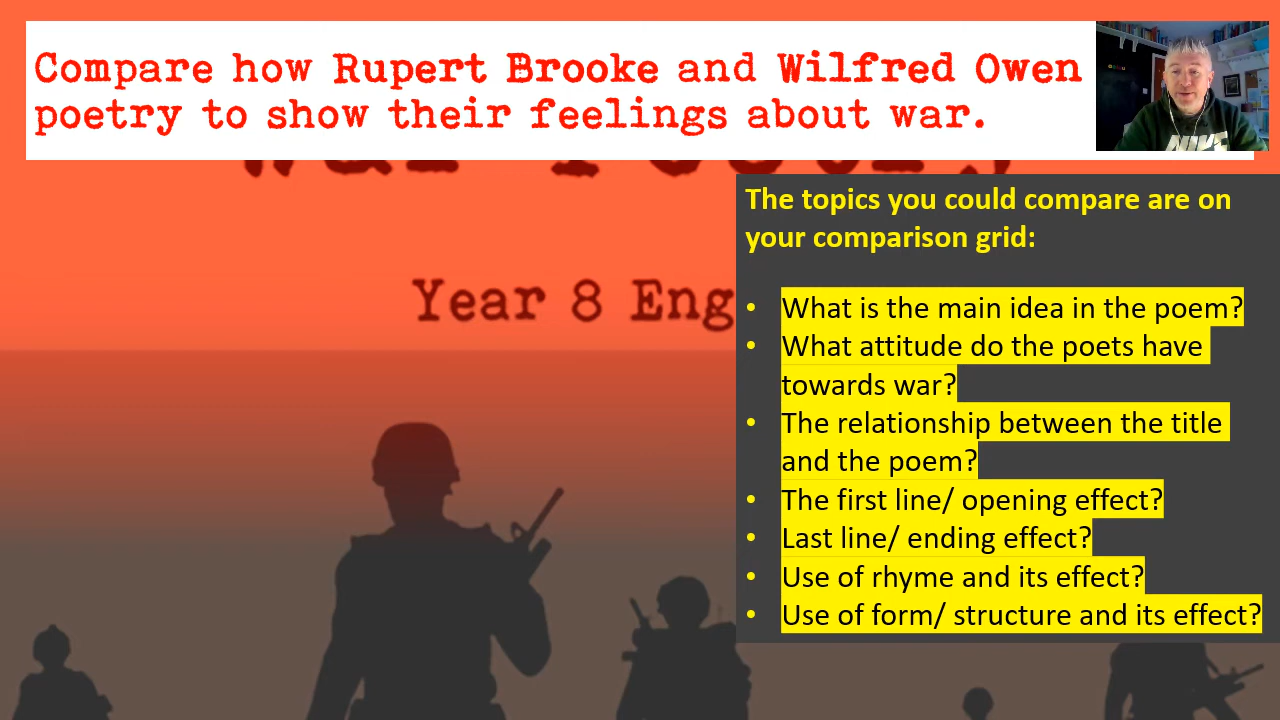 Compare how Rupert Brooke and Wilfred Owen
poetry to show their feelings about war.
The topics you could compare are on
your comparison grid:
• What is the main idea in the poem?
• What attitude do the poets have
towards war?
• The relationship between the title
and the poem?
• The first line/ opening effect?
• Last line/ ending effect?
• Use of rhyme and its effect?
• Use of form/ structure and its effect?
Year 8 Eng
NIKE